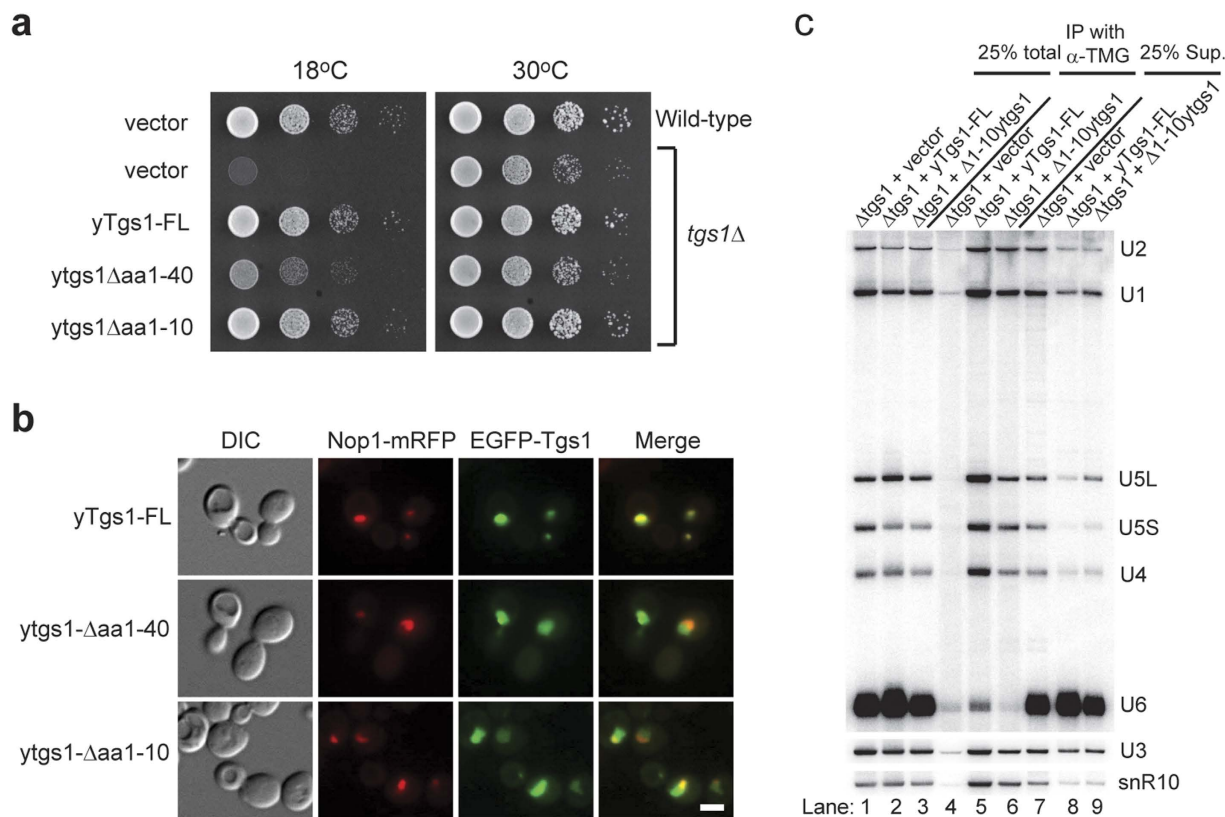 a
18°C
30°C
vector
Wild-type
vector
yTgs1-FL
ytgs1Δaa1-40
ytgs1Δaa1-10
tgs1Δ
b
DIC
Nop1-mRFP
EGFP-Tgs1
Merge
yTgs1-FL
ytgs1-Δaa1-40
ytgs1-Δaa1-10
C
25% total
IP with
α-TMG
25% Sup.
Δtgs1 + vector
Δtgs1 + yTgs1-FL
Δtgs1 + Δ1-10ytgs1
Δtgs1 + vector
Δtgs1 + yTgs1-FL
Δtgs1 + Δ1-10ytgs1
Δtgs1 + vector
Δtgs1 + yTgs1-FL
Δtgs1 + Δ1-10ytgs1
U2
U1
U5L
U5S
U4
U6
U3
snR10
Lane: 1 2 3 4 5 6 7 8 9